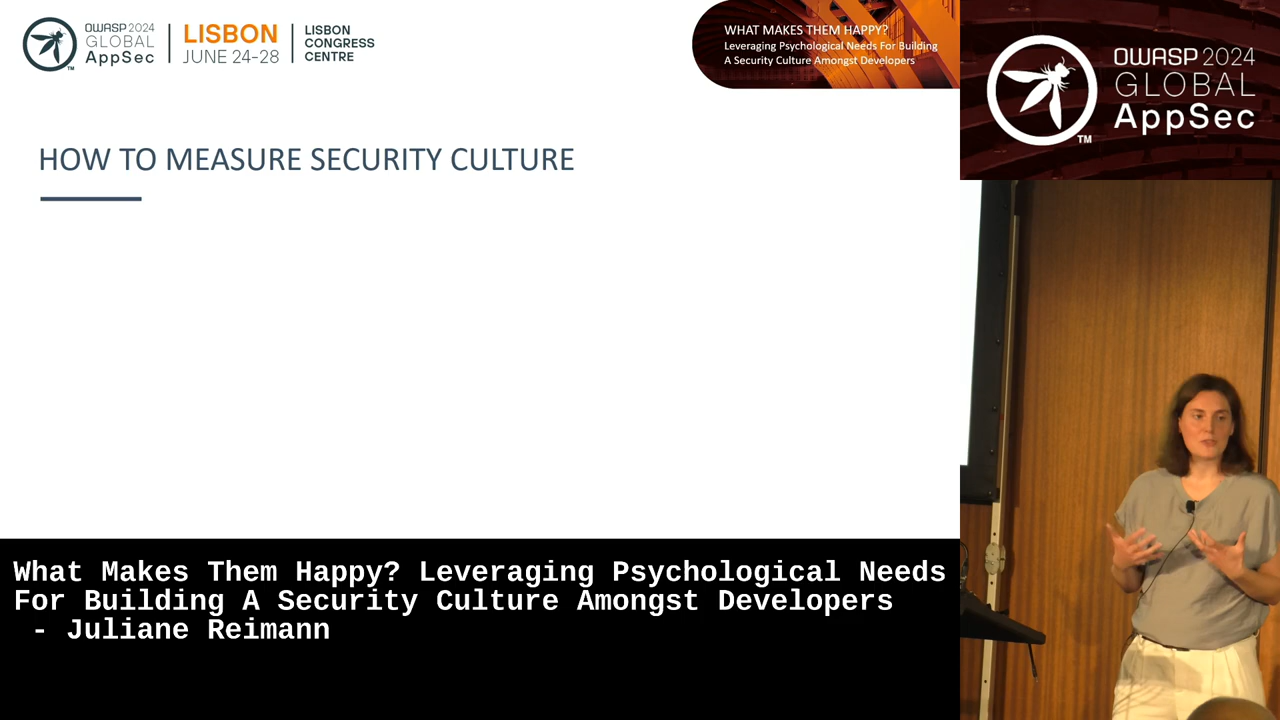 OWASP 2024
GLOBAL
AppSec
TM
LISBON
JUNE 24-28
LISBON
CONGRESS
CENTRE
WHAT MAKES THEM HAPPY?
Leveraging Psychological Needs For Building
A Security Culture Amongst Developers
OWASP 2024
GLOBAL
AppSec
TM
HOW TO MEASURE SECURITY CULTURE
What Makes Them Happy? Leveraging Psychological Needs
For Building A Security Culture Amongst Developers
- Juliane Reimann